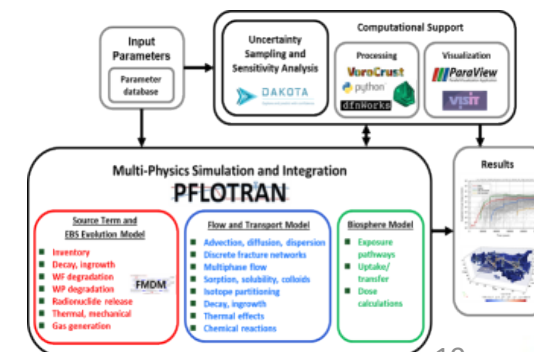 Input
Parameters
Parameter
database
Uncertainty
Sampling and
Sensitivity Analysis
DAKOTA
Computational Support
Processing
VoroCrust
python
dfnWorks
Visualization
ParaView
VISIT
Multi-Physics Simulation and Integration
PFLOTRAN
Source Term and
EBS Evolution Model
Inventory
Decay, ingrowth
WF degradation
WP degradation
Radionuclide release
Thermal, mechanical
Gas generation
FMDM
Flow and Transport Model
Advection, diffusion, dispersion
Discrete fracture networks
Multiphase flow
Sorption, solubility, colloids
Isotope partitioning
Decay, ingrowth
Thermal effects
Chemical reactions
Biosphere Model
Exposure
pathways
Uptake/
transfer
Dose
calculations
Results